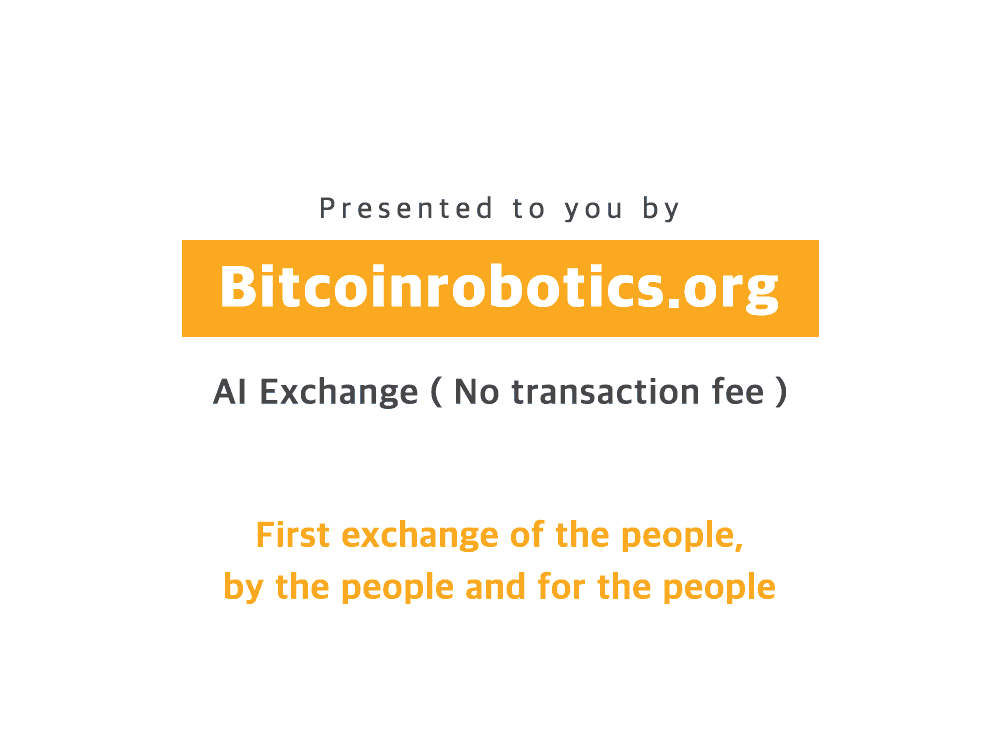 Presented to you by
Bitcoinrobotics.org
AI Exchange ( No transaction fee )
First exchange of the people,
by the people and for the people